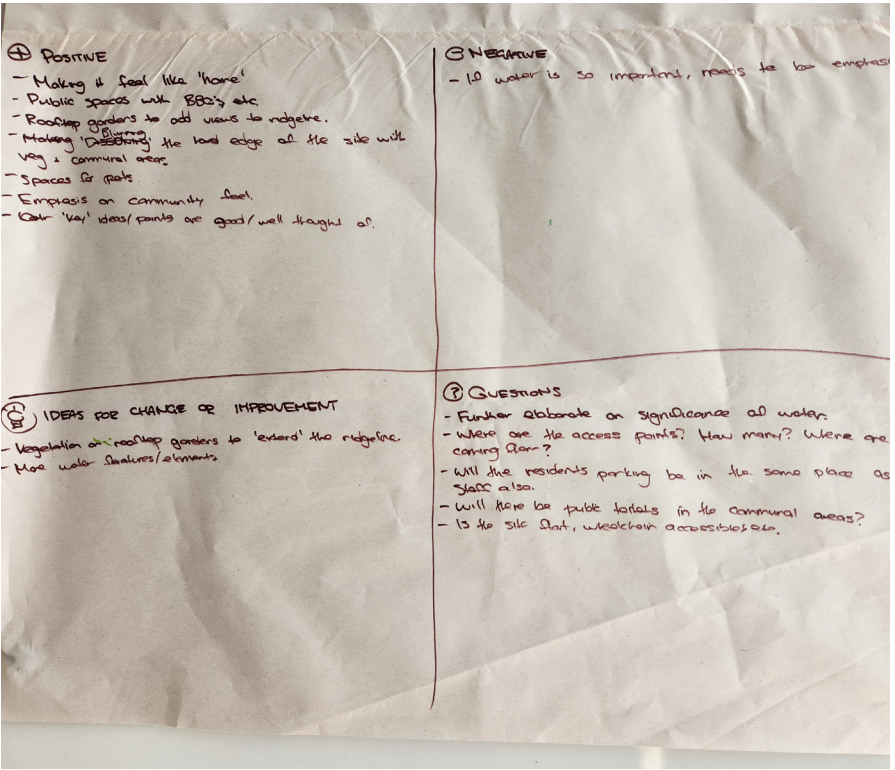 + POSITIVE
- Making it feel like 'home'
- Public spaces with BBQ's etc.
- Rooftop gardens to add views to ridgeline.
- Blurring the hard edge of the site with
veg + communal areas
- Spaces for pets.
- Emphasis on community feel.
- 'key' ideas/points are good/well thought of.
- NEGATIVE
- If water is so important, needs to be emphas
IDEAS FOR CHANGE OR IMPROVEMENT
- Vegetation on rooftop gardens to 'extend' the ridgeline.
- More water features/elements
? QUESTIONS
- Further elaborate on significance of water.
- Where are the access points? How many? Where are
coming from?
- Will the residents parking be in the same place as
staff also.
- Will there be public toilets in the communal areas?
- Is the site flat, wheelchair accessible, etc.